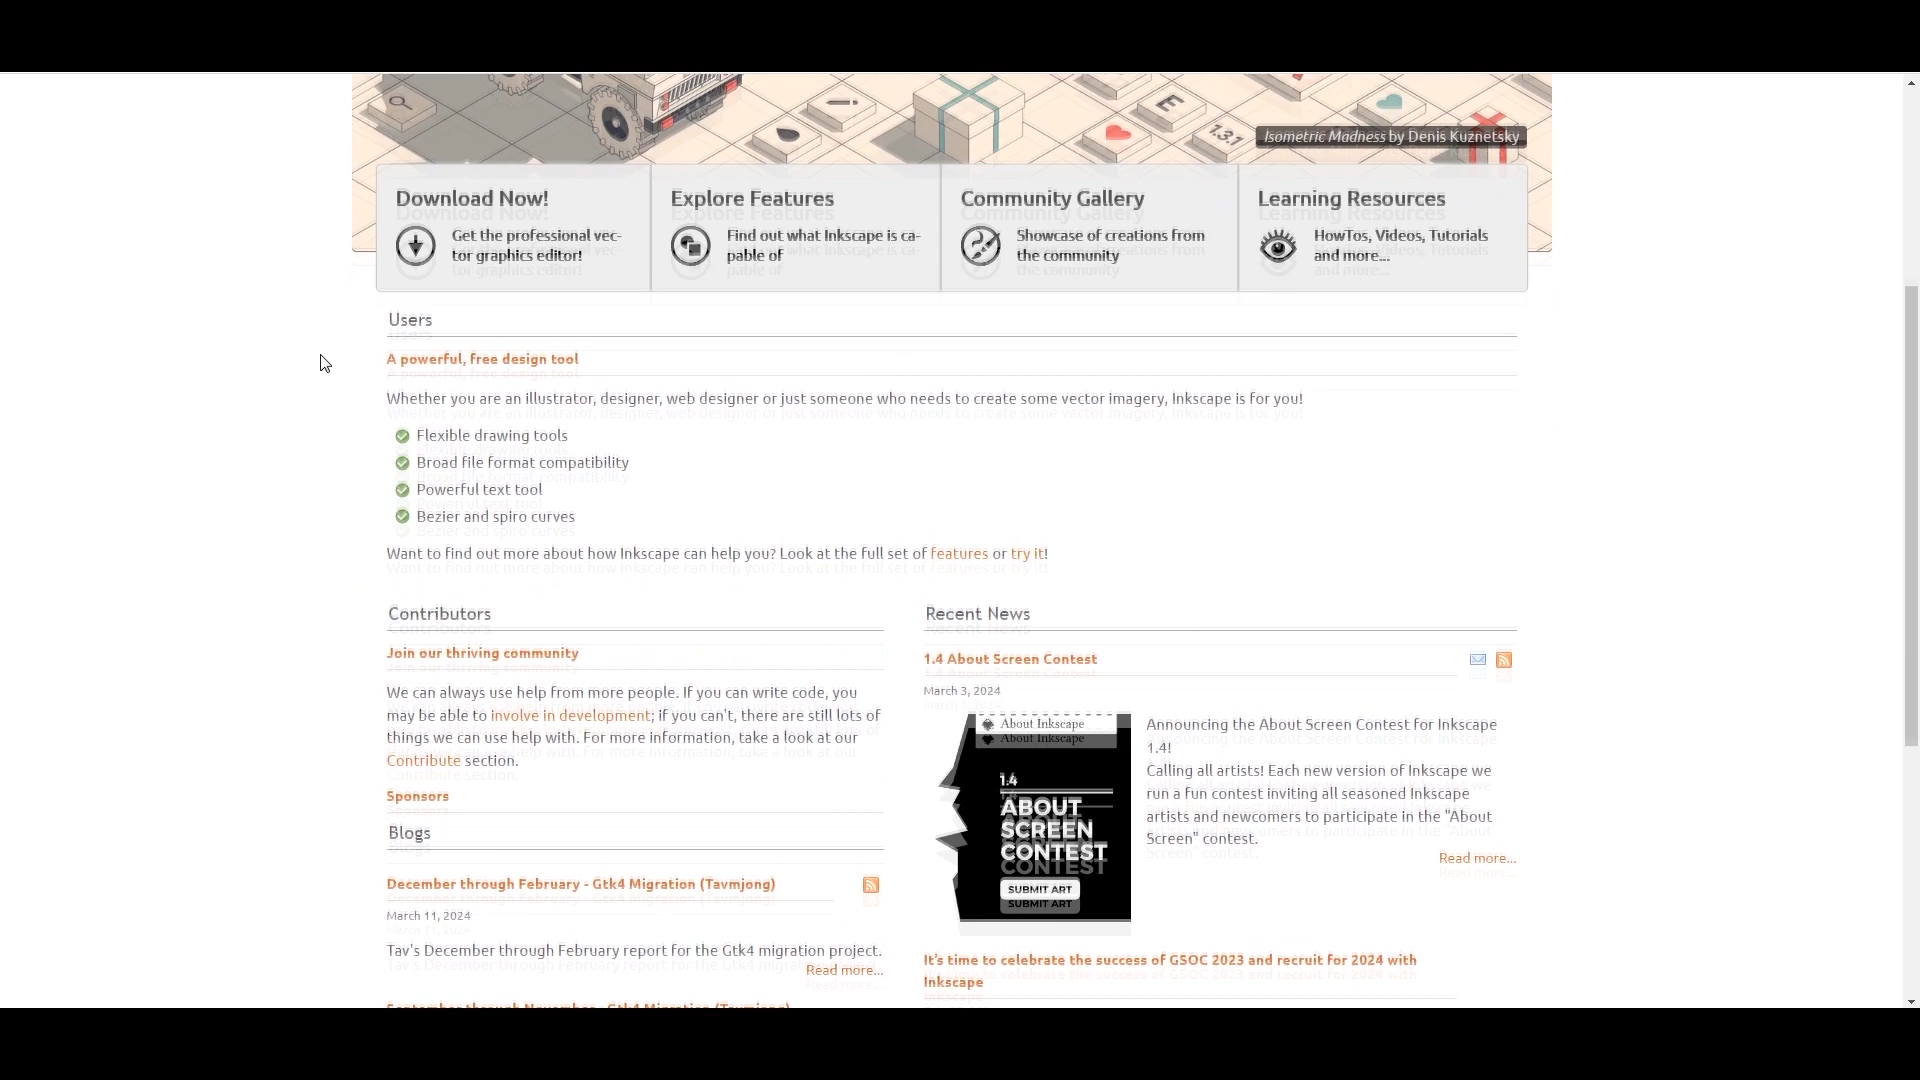 E
1.3.1
Isometric Madness by Denis Kuznetsky
Download Now!
Get the professional vec-
tor graphics editor!
Explore Features
Find out what Inkscape is ca-
pable of
Community Gallery
Showcase of creations from
the community
Learning Resources
HowTos, Videos, Tutorials
and more...
Users
A powerful, free design tool
Whether you are an illustrator, designer, web designer or just someone who needs to create some vector imagery, Inkscape is for you!
Flexible drawing tools
Broad file format compatibility
Powerful text tool
Bezier and spiro curves
Want to find out more about how Inkscape can help you? Look at the full set of features or try it!
Contributors
Join our thriving community
We can always use help from more people. If you can write code, you
may be able to involve in development; if you can't, there are still lots of
things we can use help with. For more information, take a look at our
Contribute section.
Sponsors
Blogs
December through February - Gtk4 Migration (Tavmjong)
March 11, 2024
Tav's December through February report for the Gtk4 migration project.
Read more...
September through November - Gtk4 Migration (Tavmjong)
Recent News
1.4 About Screen Contest
March 3, 2024
About Inkscape
1.4
ABOUT
SCREEN
CONTEST
SUBMIT ART
Announcing the About Screen Contest for Inkscape
1.4!
Calling all artists! Each new version of Inkscape we
run a fun contest inviting all seasoned Inkscape
artists and newcomers to participate in the "About
Screen" contest.
Read more...
It's time to celebrate the success of GSOC 2023 and recruit for 2024 with
Inkscape